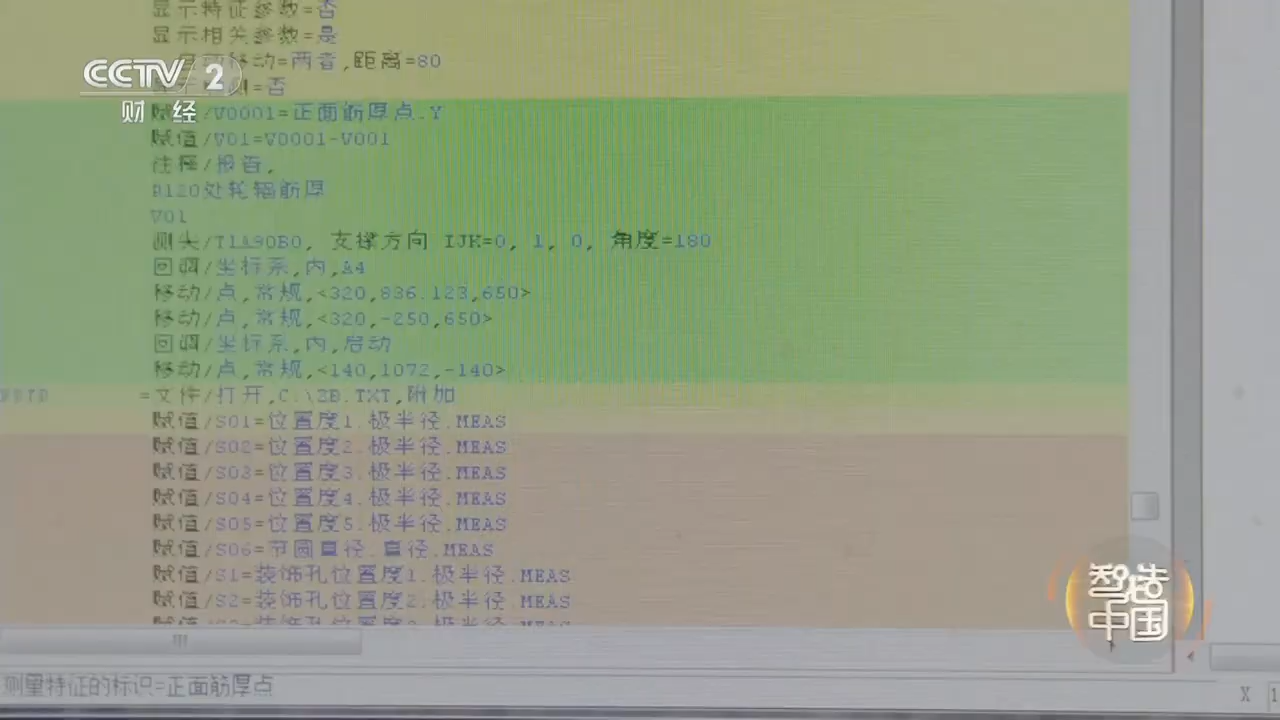 显示特征参数=否
显示相关参数=是
移动=两者,距离=80
CCTV 2
财经
=否
赋值/V0001=正面筋厚点.Y
赋值/V01=V0001-V001
注释/报告,
R120处轮辐筋厚
V01
测头/T1A90B0, 支撑方向 IJK=0, 1, 0, 角度=180
回调/坐标系,内,A4
移动/点,常规,<320,836.123,650>
移动/点,常规,<320,-250,650>
回调/坐标系,内,启动
移动/点,常规,<140,1072,-140>
=文件/打开,C:\ZB.TXT,附加
赋值/S01=位置度1.极半径.MEAS
赋值/S02=位置度2.极半径.MEAS
赋值/S03=位置度3.极半径.MEAS
赋值/S04=位置度4.极半径.MEAS
赋值/S05=位置度5.极半径.MEAS
赋值/S06=节圆直径.直径.MEAS
赋值/S1=装饰孔位置度1.极半径.MEAS
赋值/S2=装饰孔位置度2.极半径.MEAS
智造
中国
测量特征的标识=正面筋厚点
X 1